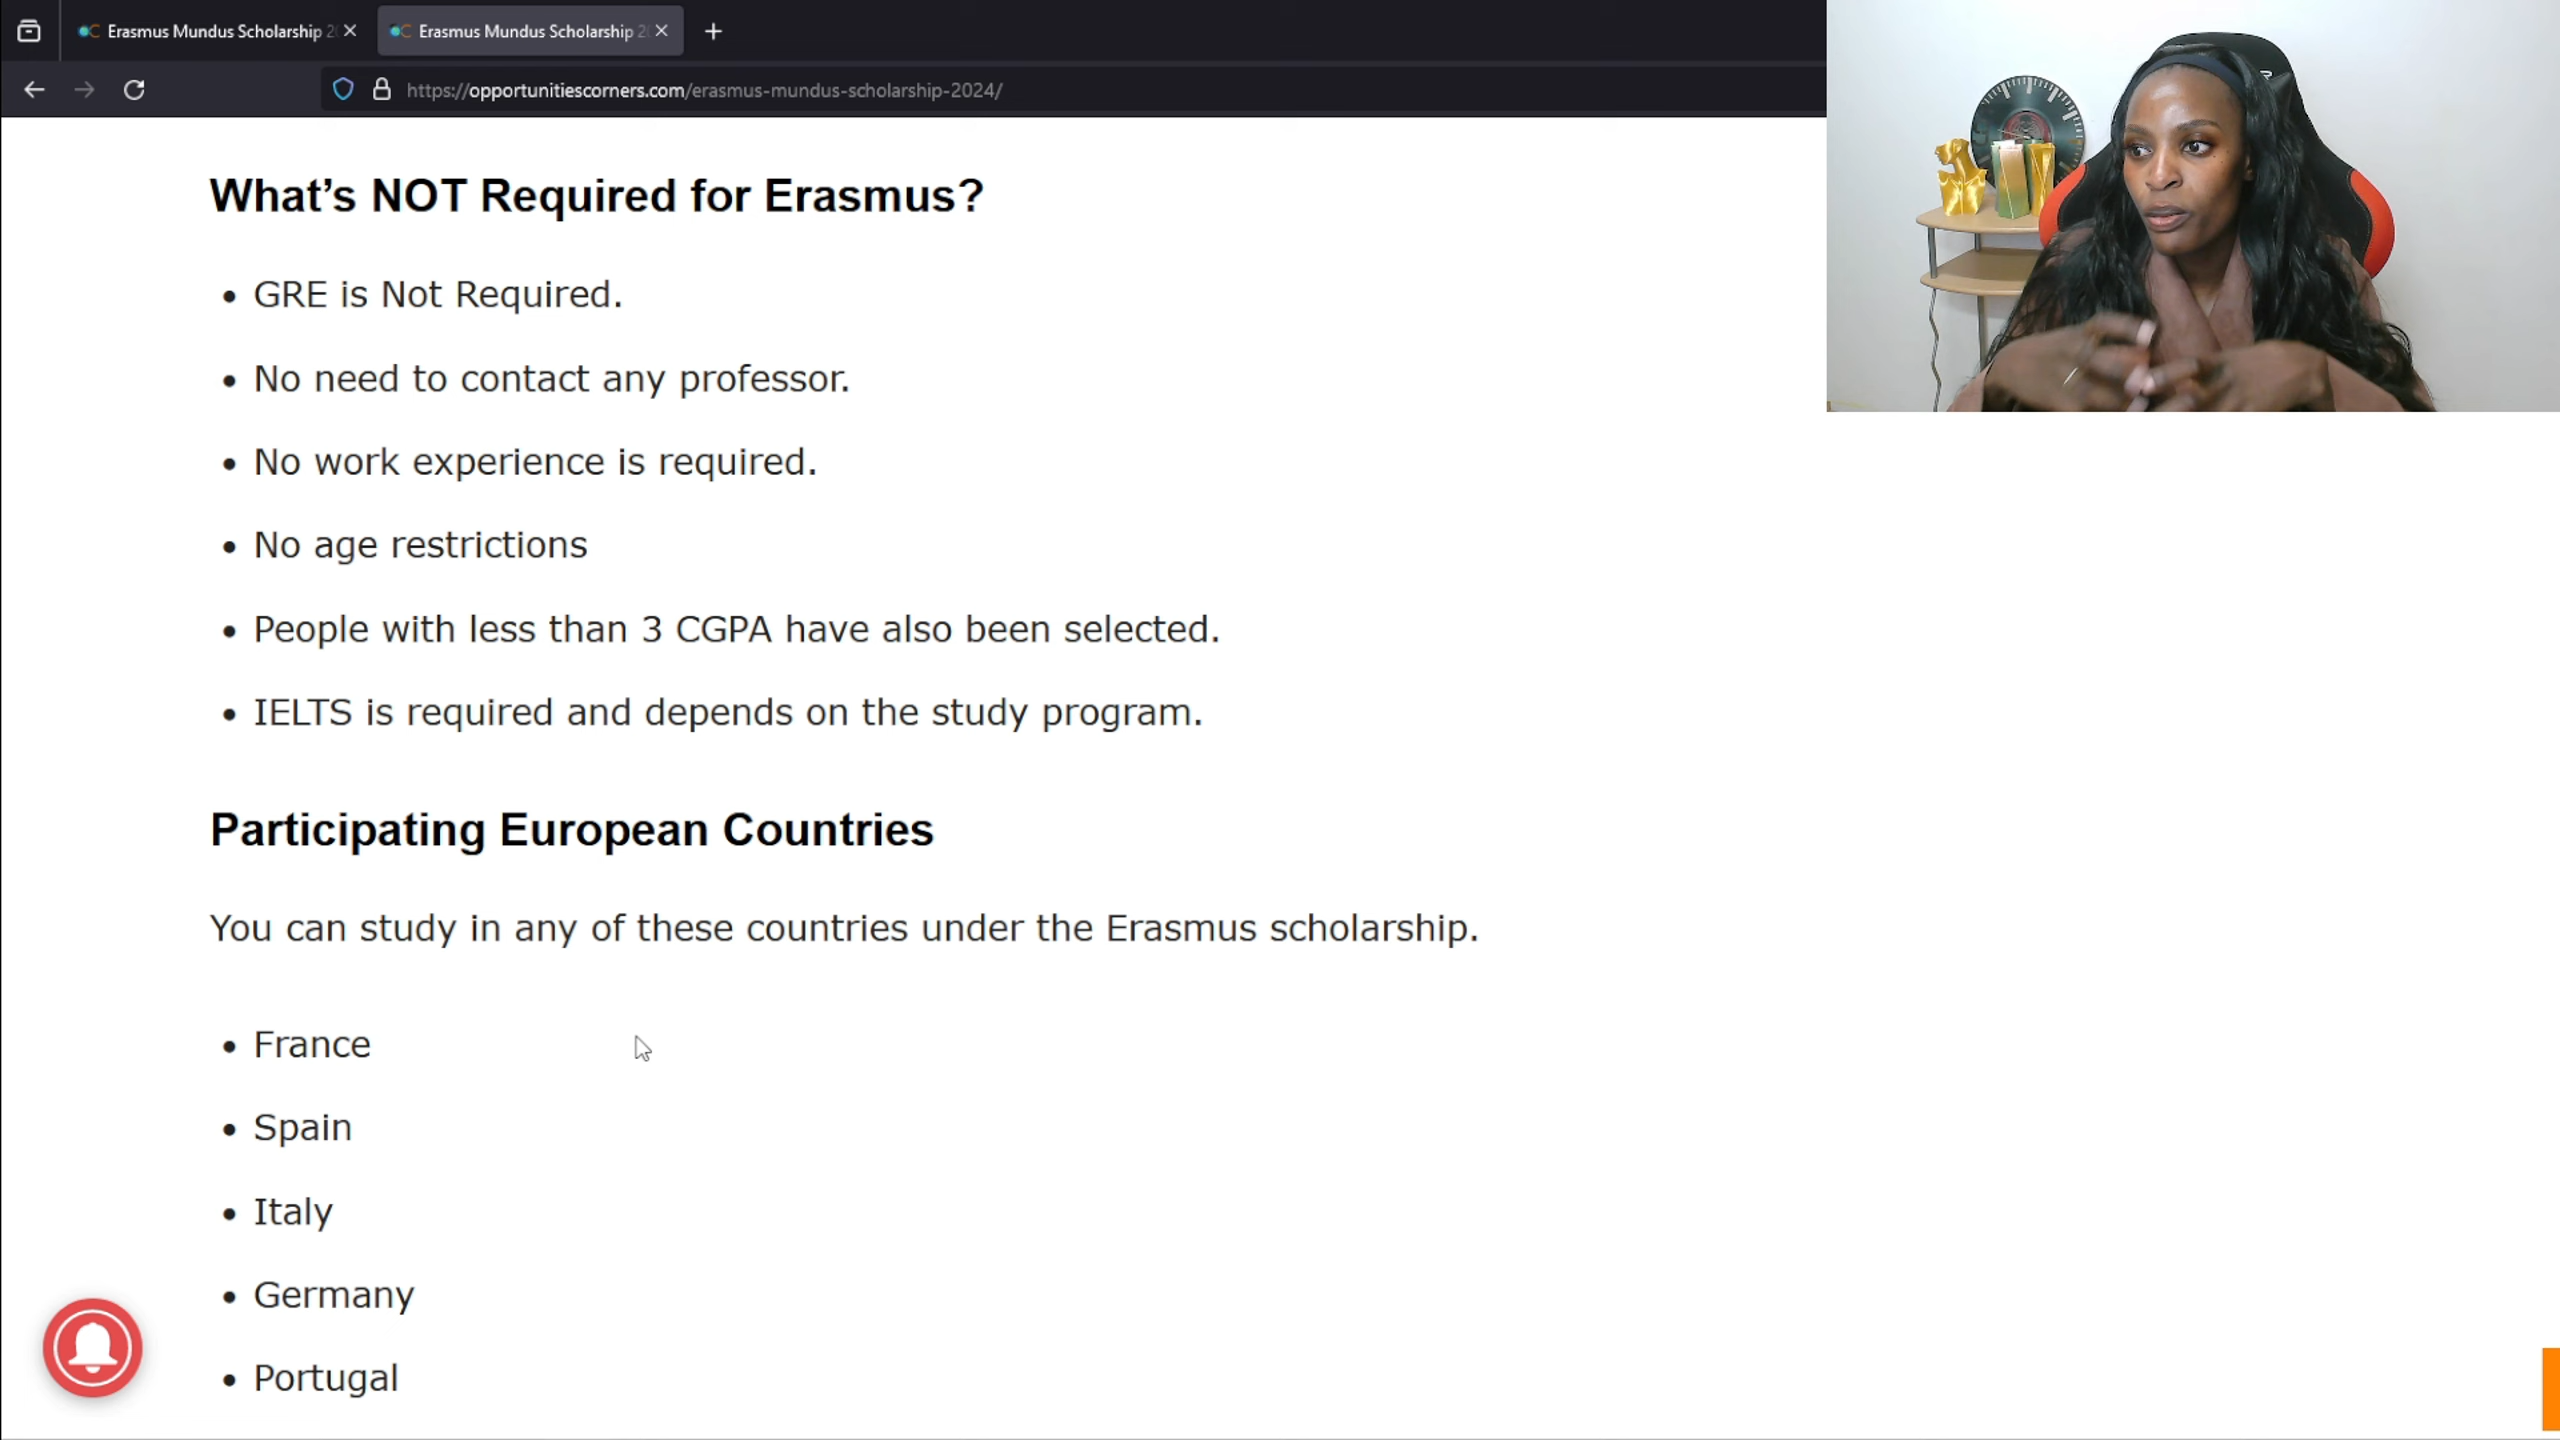 Erasmus Mundus Scholarship 2
Erasmus Mundus Scholarship 2
https://opportunitiescorners.com/erasmus-mundus-scholarship-2024/
What’s NOT Required for Erasmus?
• GRE is Not Required.
• No need to contact any professor.
• No work experience is required.
• No age restrictions
• People with less than 3 CGPA have also been selected.
• IELTS is required and depends on the study program.
Participating European Countries
You can study in any of these countries under the Erasmus scholarship.
• France
• Spain
• Italy
• Germany
• Portugal